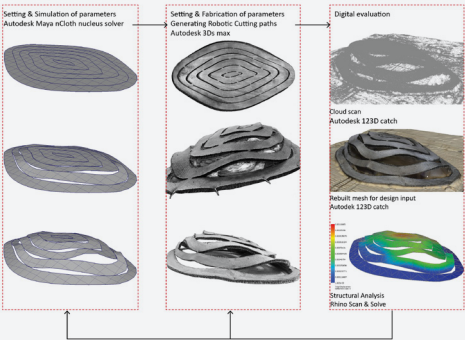 Setting & Simulation of parameters
Autodesk Maya nCloth nucleus solver
Setting & Fabrication of parameters
Generating Robotic Cutting paths
Autodesk 3Ds max
Digital evaluation
Cloud scan
Autodesk 123D catch
Rebuilt mesh for design input
Autodek 123D catch
Structural Analysis
Rhino Scan & Solve